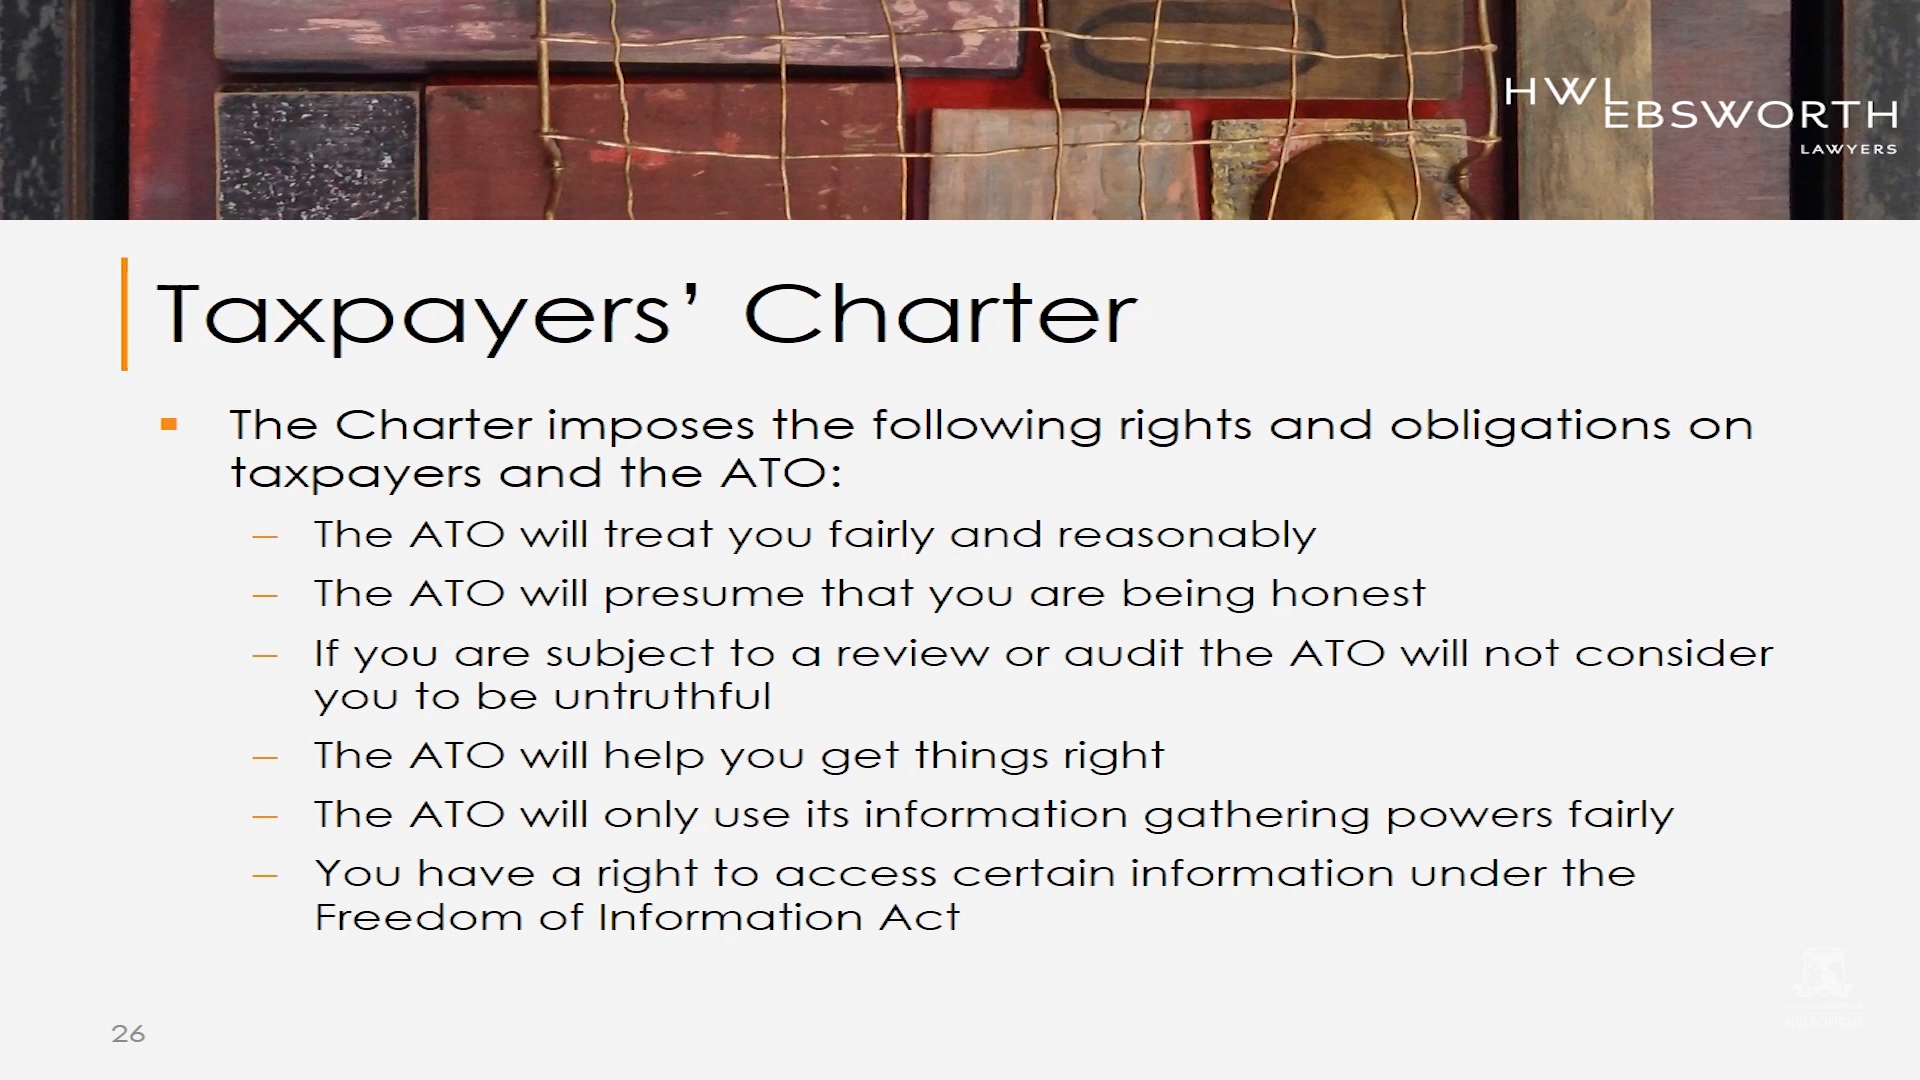 HWL
EBSWORTH
LAWYERS
Taxpayers’ Charter
▪ The Charter imposes the following rights and obligations on
taxpayers and the ATO:
– The ATO will treat you fairly and reasonably
– The ATO will presume that you are being honest
– If you are subject to a review or audit the ATO will not consider
you to be untruthful
– The ATO will help you get things right
– The ATO will only use its information gathering powers fairly
– You have a right to access certain information under the
Freedom of Information Act
26